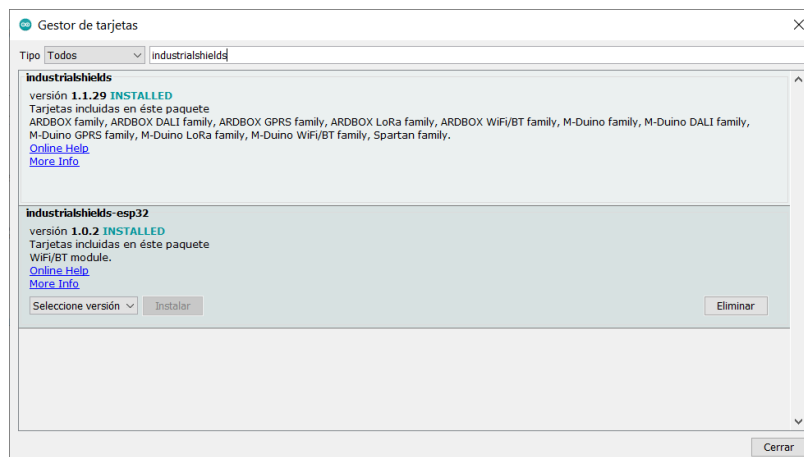 Gestor de tarjetas
Tipo Todos industrialshields
industrialshields
versión 1.1.29 INSTALLED
Tarjetas incluidas en éste paquete
ARDBOX family, ARDBOX DALI family, ARDBOX GPRS family, ARDBOX LoRa family, ARDBOX WiFi/BT family, M-Duino family, M-Duino DALI family,
M-Duino GPRS family, M-Duino LoRa family, M-Duino WiFi/BT family, Spartan family.
Online Help
More Info
industrialshields-esp32
versión 1.0.2 INSTALLED
Tarjetas incluidas en éste paquete
WiFi/BT module.
Online Help
More Info
Seleccione versión Instalar Eliminar
Cerrar